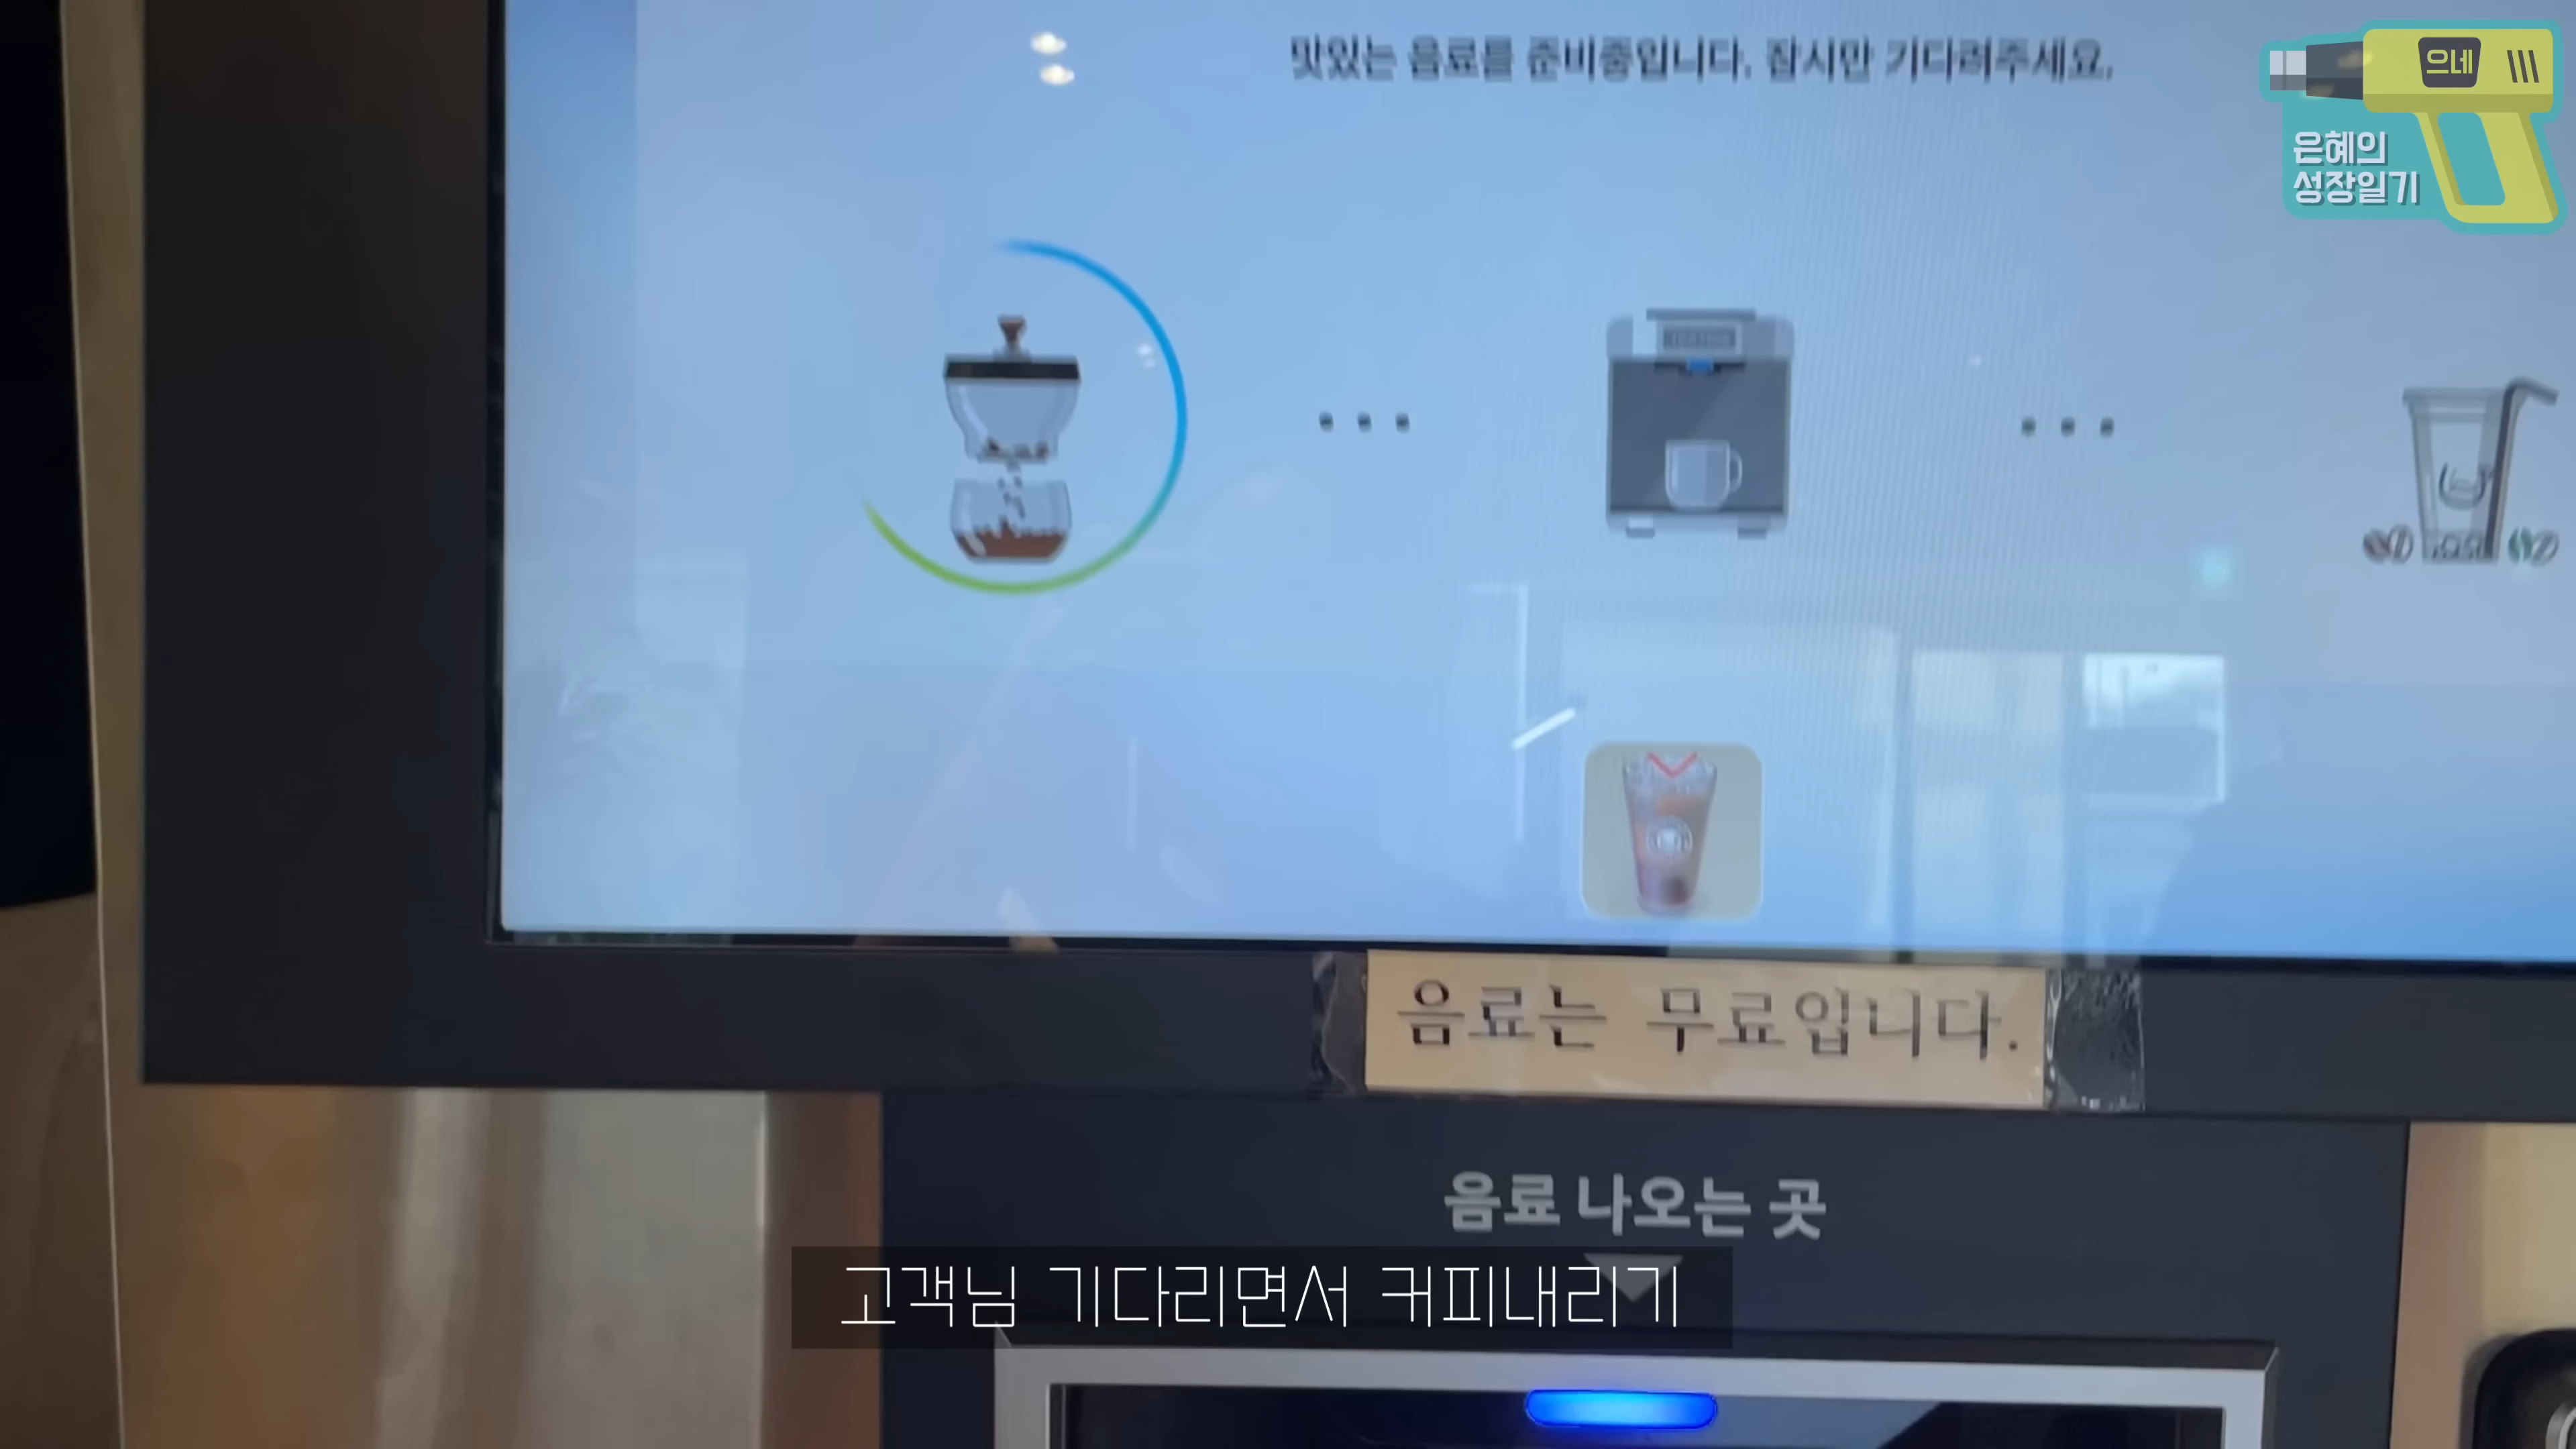 맛있는 음료를 준비중입니다. 잠시만 기다려주세요.
으네
은혜의
성장일기
음료는 무료입니다.
음료 나오는 곳
고객님 기다리면서 커피내리기